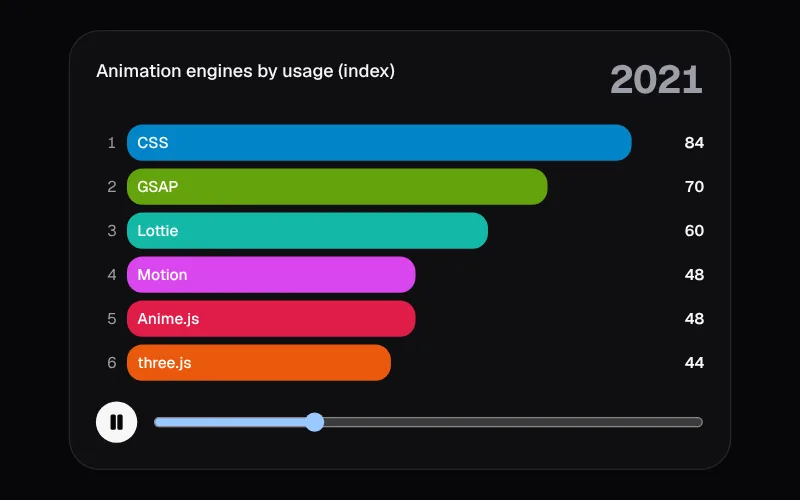 Animation engines by usage (index)
2021
1 CSS 84
2 GSAP 70
3 Lottie 60
4 Motion 48
5 Anime.js 48
6 three.js 44